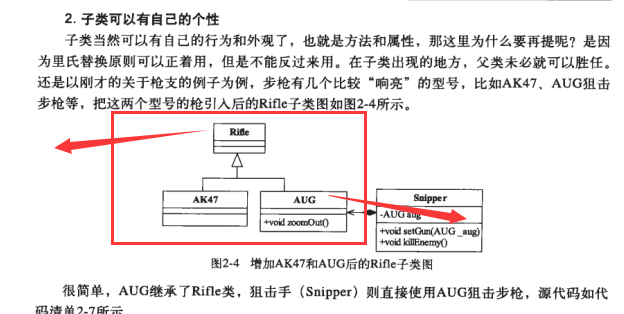 2. 子类可以有自己的个性
子类当然可以有自己的行为和外观了，也就是方法和属性，那这里为什么要再提呢？是因
为里氏替换原则可以正着用，但是不能反过来用。在子类出现的地方，父类未必就可以胜任。
还是以刚才的关于枪支的例子为例，步枪有几个比较“响亮”的型号，比如AK47、AUG狙击
步枪等，把这两个型号的枪引入后的Rifle子类图如图2-4所示。
Rifle
AK47
AUG
+void zoomOut()
Snipper
-AUG aug
+void setGun(AUG _aug)
+void killEnemy()
图2-4 增加AK47和AUG后的Rifle子类图
很简单，AUG继承了Rifle类，狙击手（Snipper）则直接使用AUG狙击步枪，源代码如代
码清单2-7所示